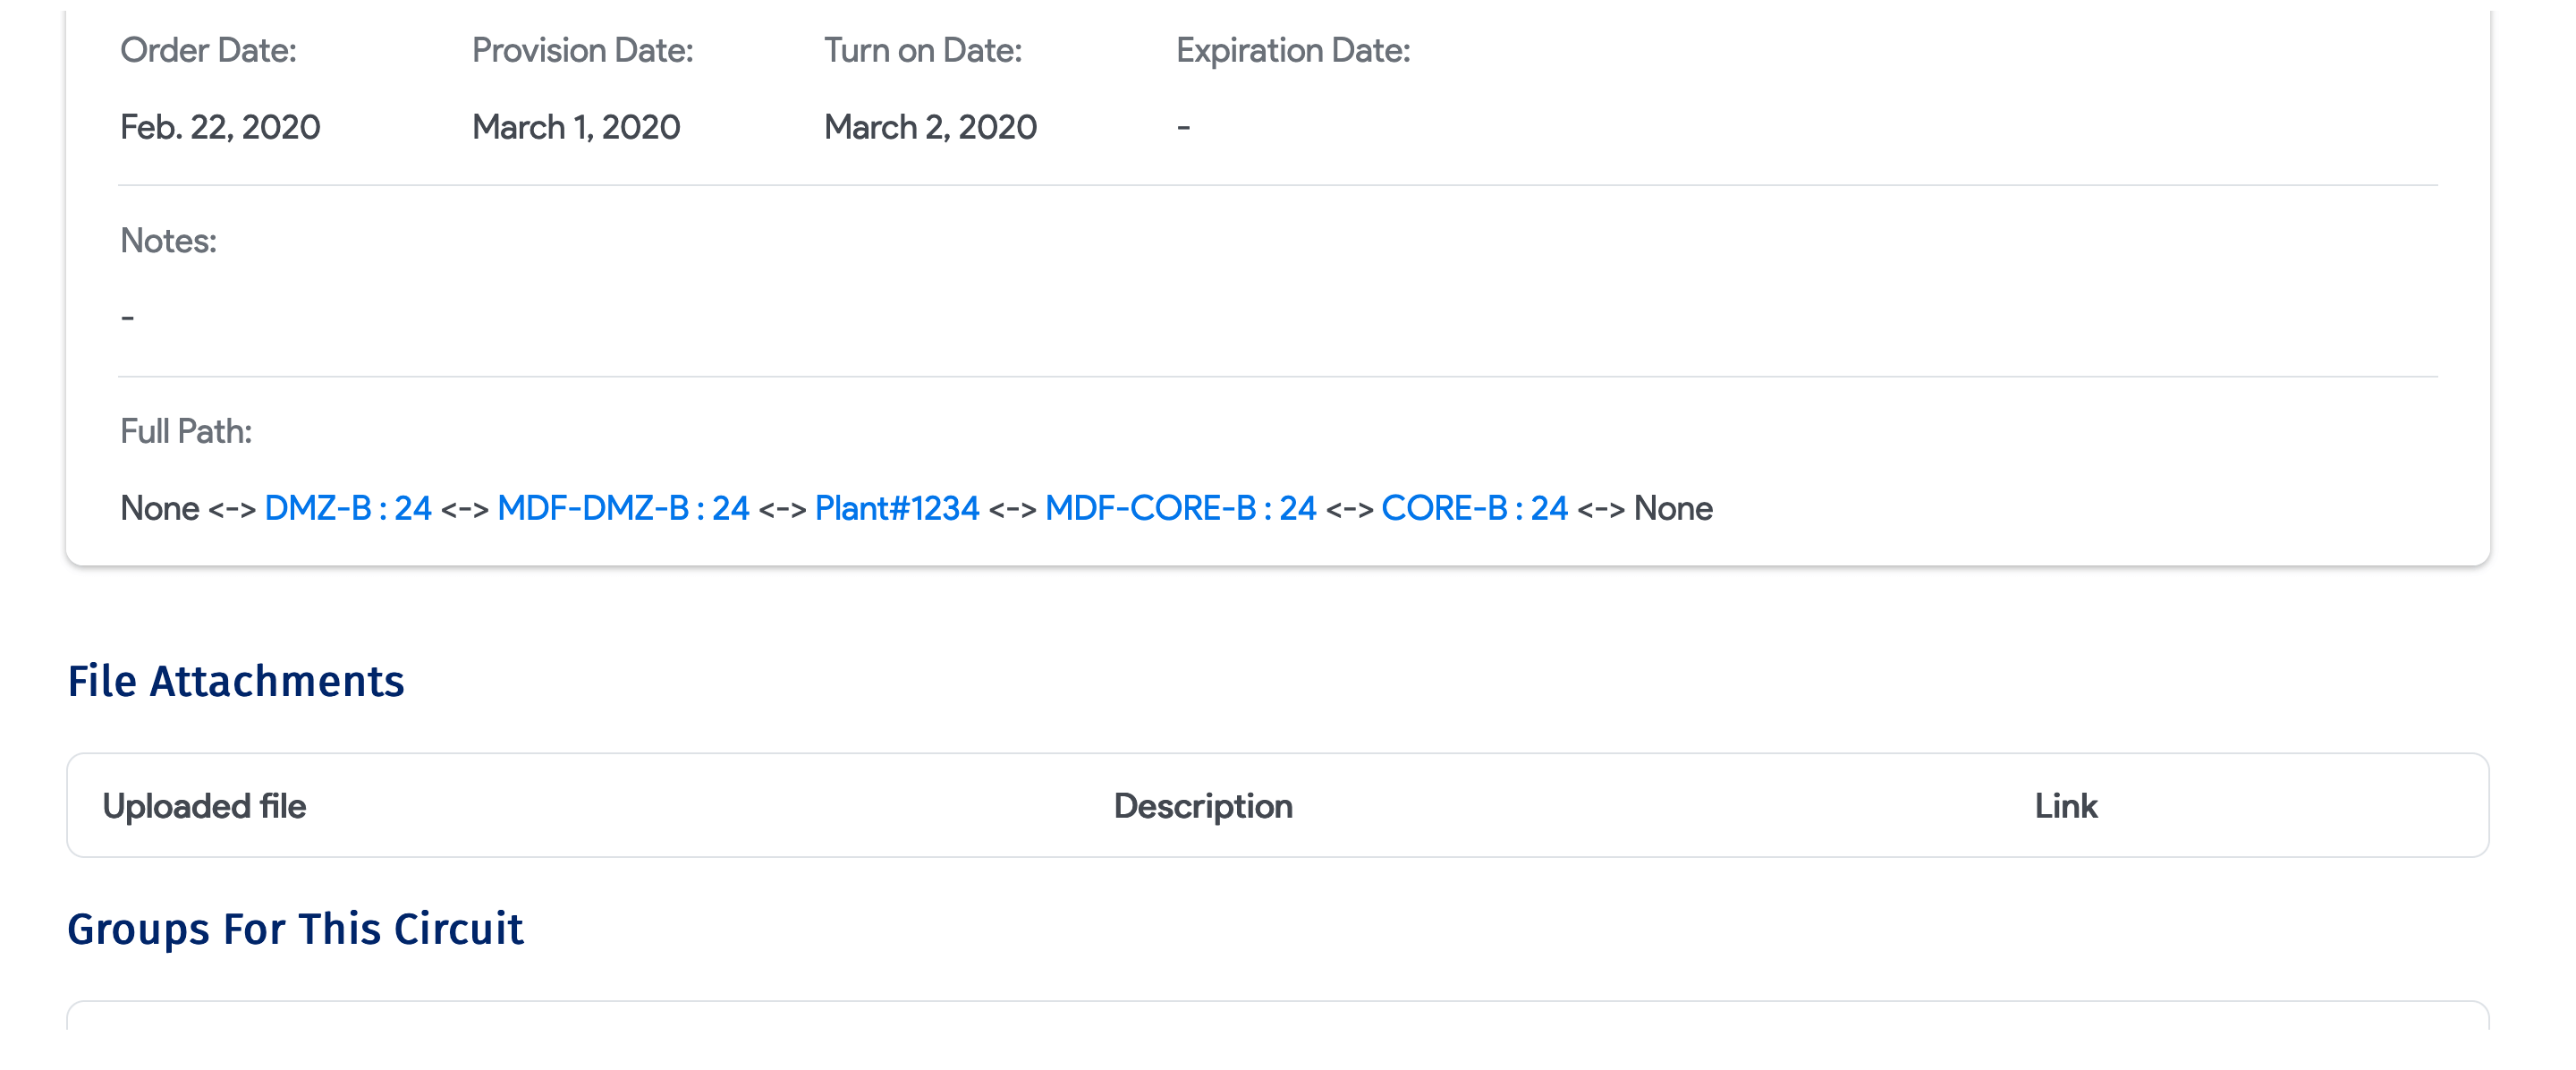 Order Date: Provision Date: Turn on Date: Expiration Date:
Feb. 22, 2020 March 1, 2020 March 2, 2020 -
Notes:
-
Full Path:
None <-> DMZ-B : 24 <-> MDF-DMZ-B : 24 <-> Plant#1234 <-> MDF-CORE-B : 24 <-> CORE-B : 24 <-> None
File Attachments
Uploaded file Description Link
Groups For This Circuit